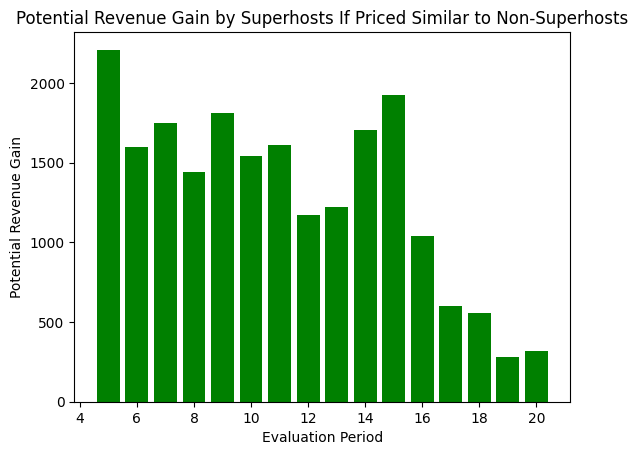 Potential Revenue Gain by Superhosts If Priced Similar to Non-Superhosts
Potential Revenue Gain
2000
1500
1000
500
0
4 6 8 10 12 14 16 18 20
Evaluation Period